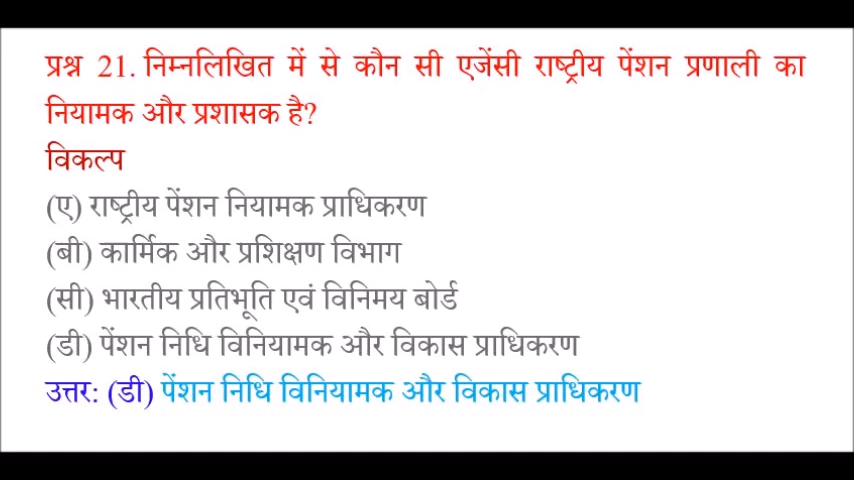 प्रश्न 21. निम्नलिखित में से कौन सी एजेंसी राष्ट्रीय पेंशन प्रणाली का
नियामक और प्रशासक है?
विकल्प
(ए) राष्ट्रीय पेंशन नियामक प्राधिकरण
(बी) कार्मिक और प्रशिक्षण विभाग
(सी) भारतीय प्रतिभूति एवं विनिमय बोर्ड
(डी) पेंशन निधि विनियामक और विकास प्राधिकरण
उत्तर: (डी) पेंशन निधि विनियामक और विकास प्राधिकरण